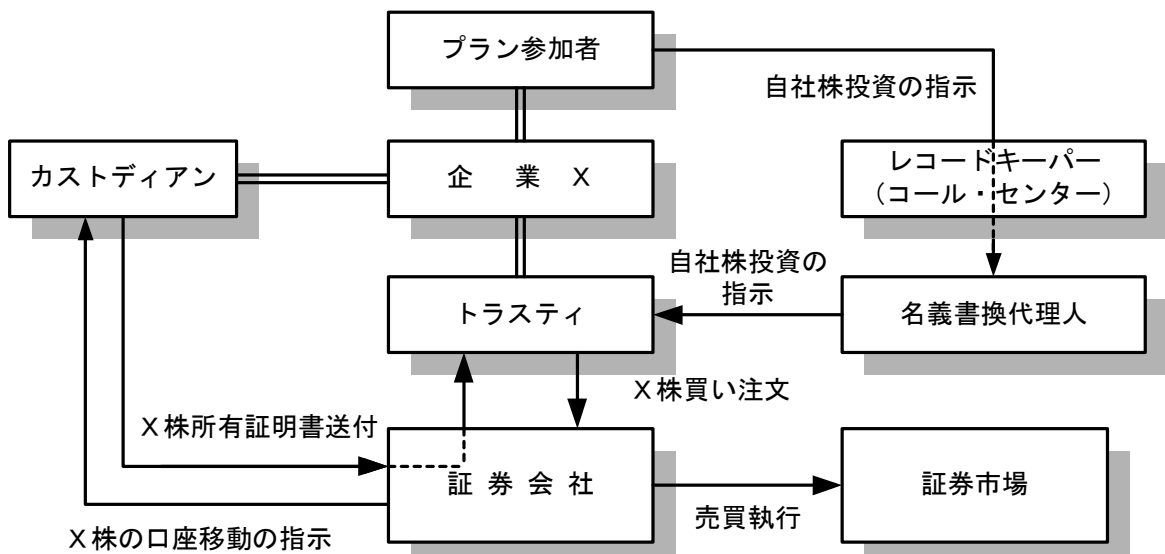 プラン参加者
自社株投資の指示
カストディアン
企　業　Ｘ
レコードキーパー
（コール・センター）
自社株投資の
指示
トラスティ
名義書換代理人
Ｘ株買い注文
Ｘ株所有証明書送付
証 券 会 社
証券市場
売買執行
Ｘ株の口座移動の指示